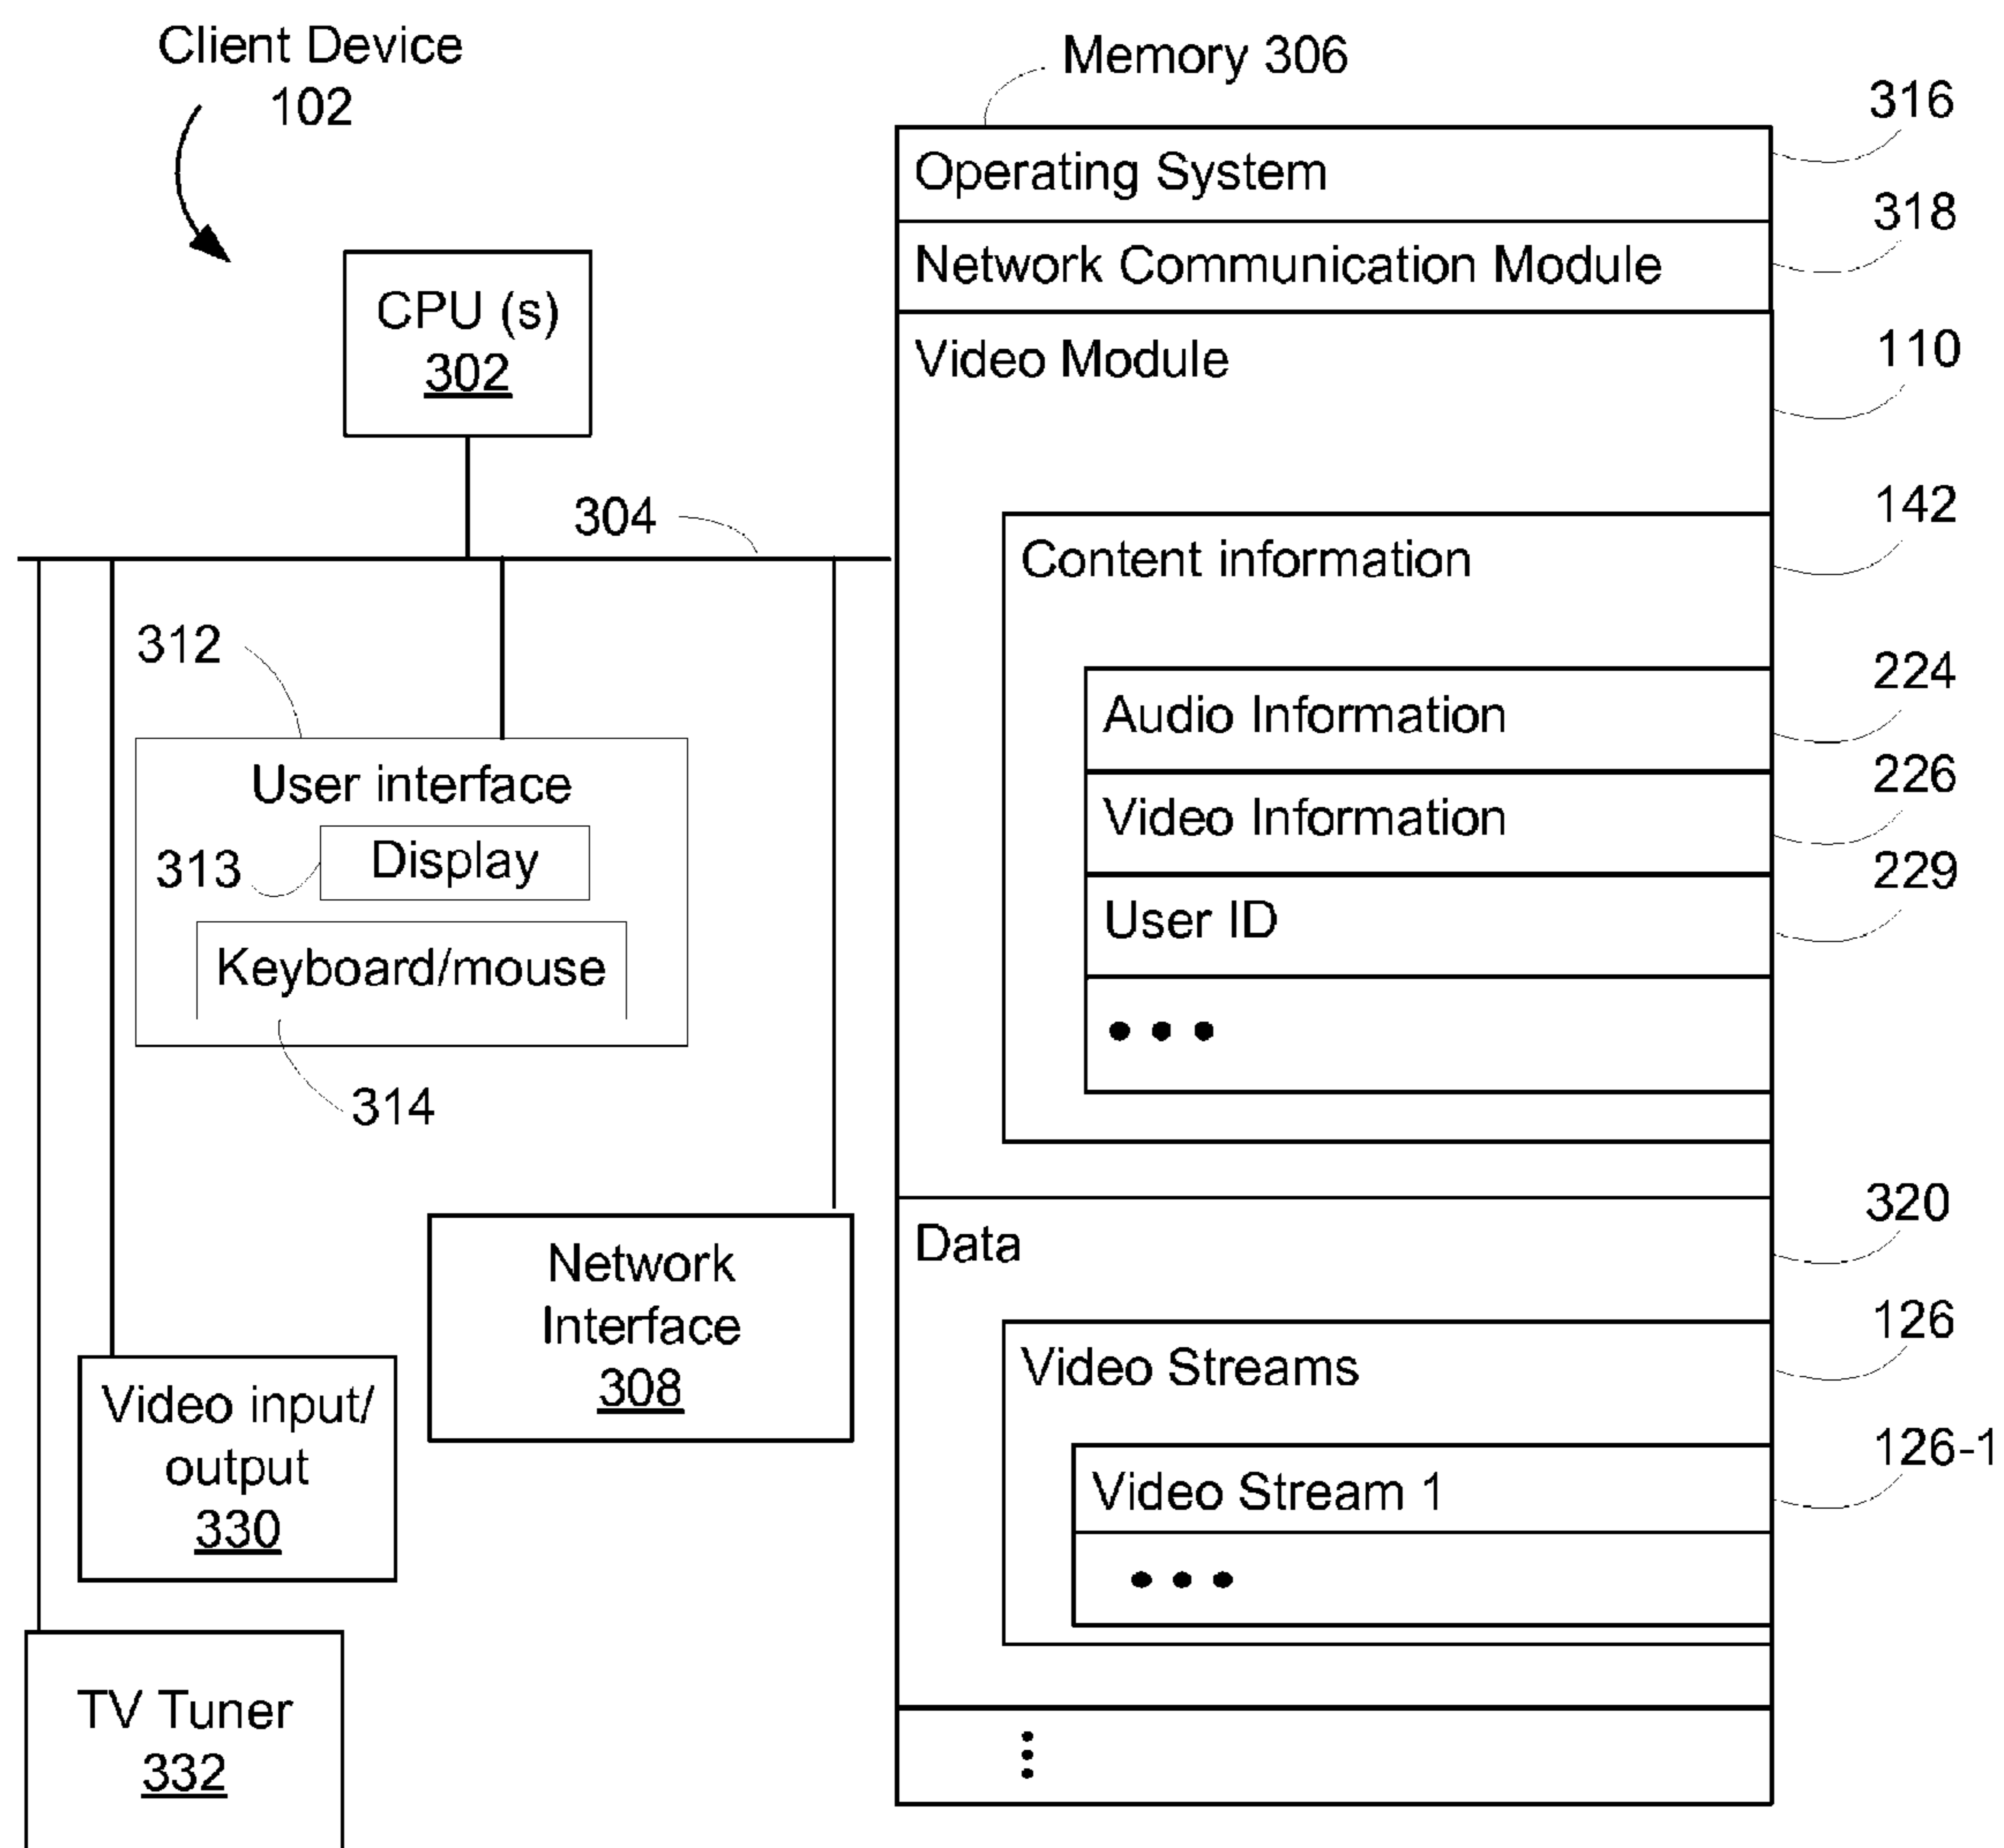 Client Device
102
CPU (s)
302
304
312
User interface
313
Display
Keyboard/mouse
314
Network
Interface
308
Video input/
output
330
TV Tuner
332
Memory 306
Operating System
316
Network Communication Module
318
Video Module
110
Content information
142
Audio Information
224
Video Information
226
User ID
229
Data
320
Video Streams
126
Video Stream 1
126-1